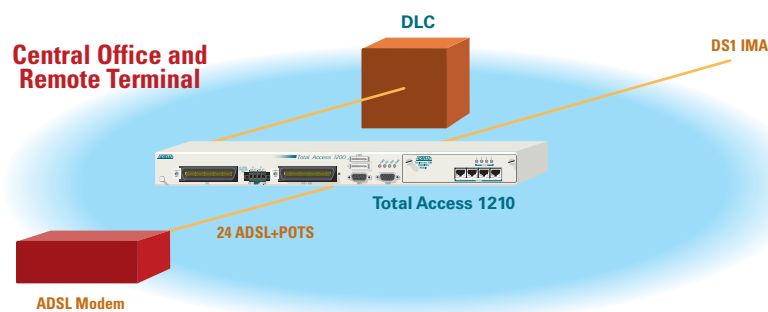 DLC
Central Office and
Remote Terminal
DS1 IMA
Total Access 1200
Total Access 1210
24 ADSL+POTS
ADSL Modem